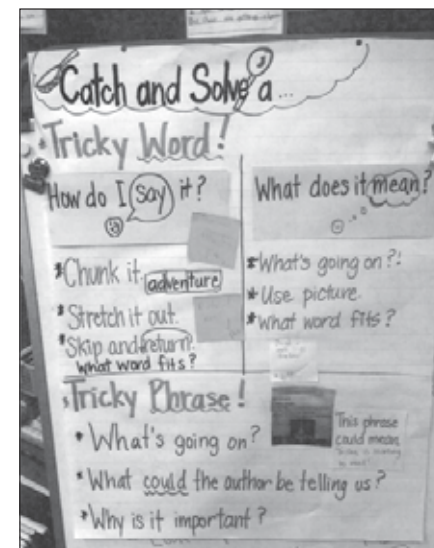 Catch and Solve a...
Tricky Word!
How do I say it?
*Chunk it. adventure
*Stretch it out.
*Skip and return.
What word fits?
What does it mean?
*What's going on?!
*Use picture.
*What word fits?
Tricky Phrase!
*What's going on?
This phrase
could mean
*What could the author be telling us?
*Why is it important?